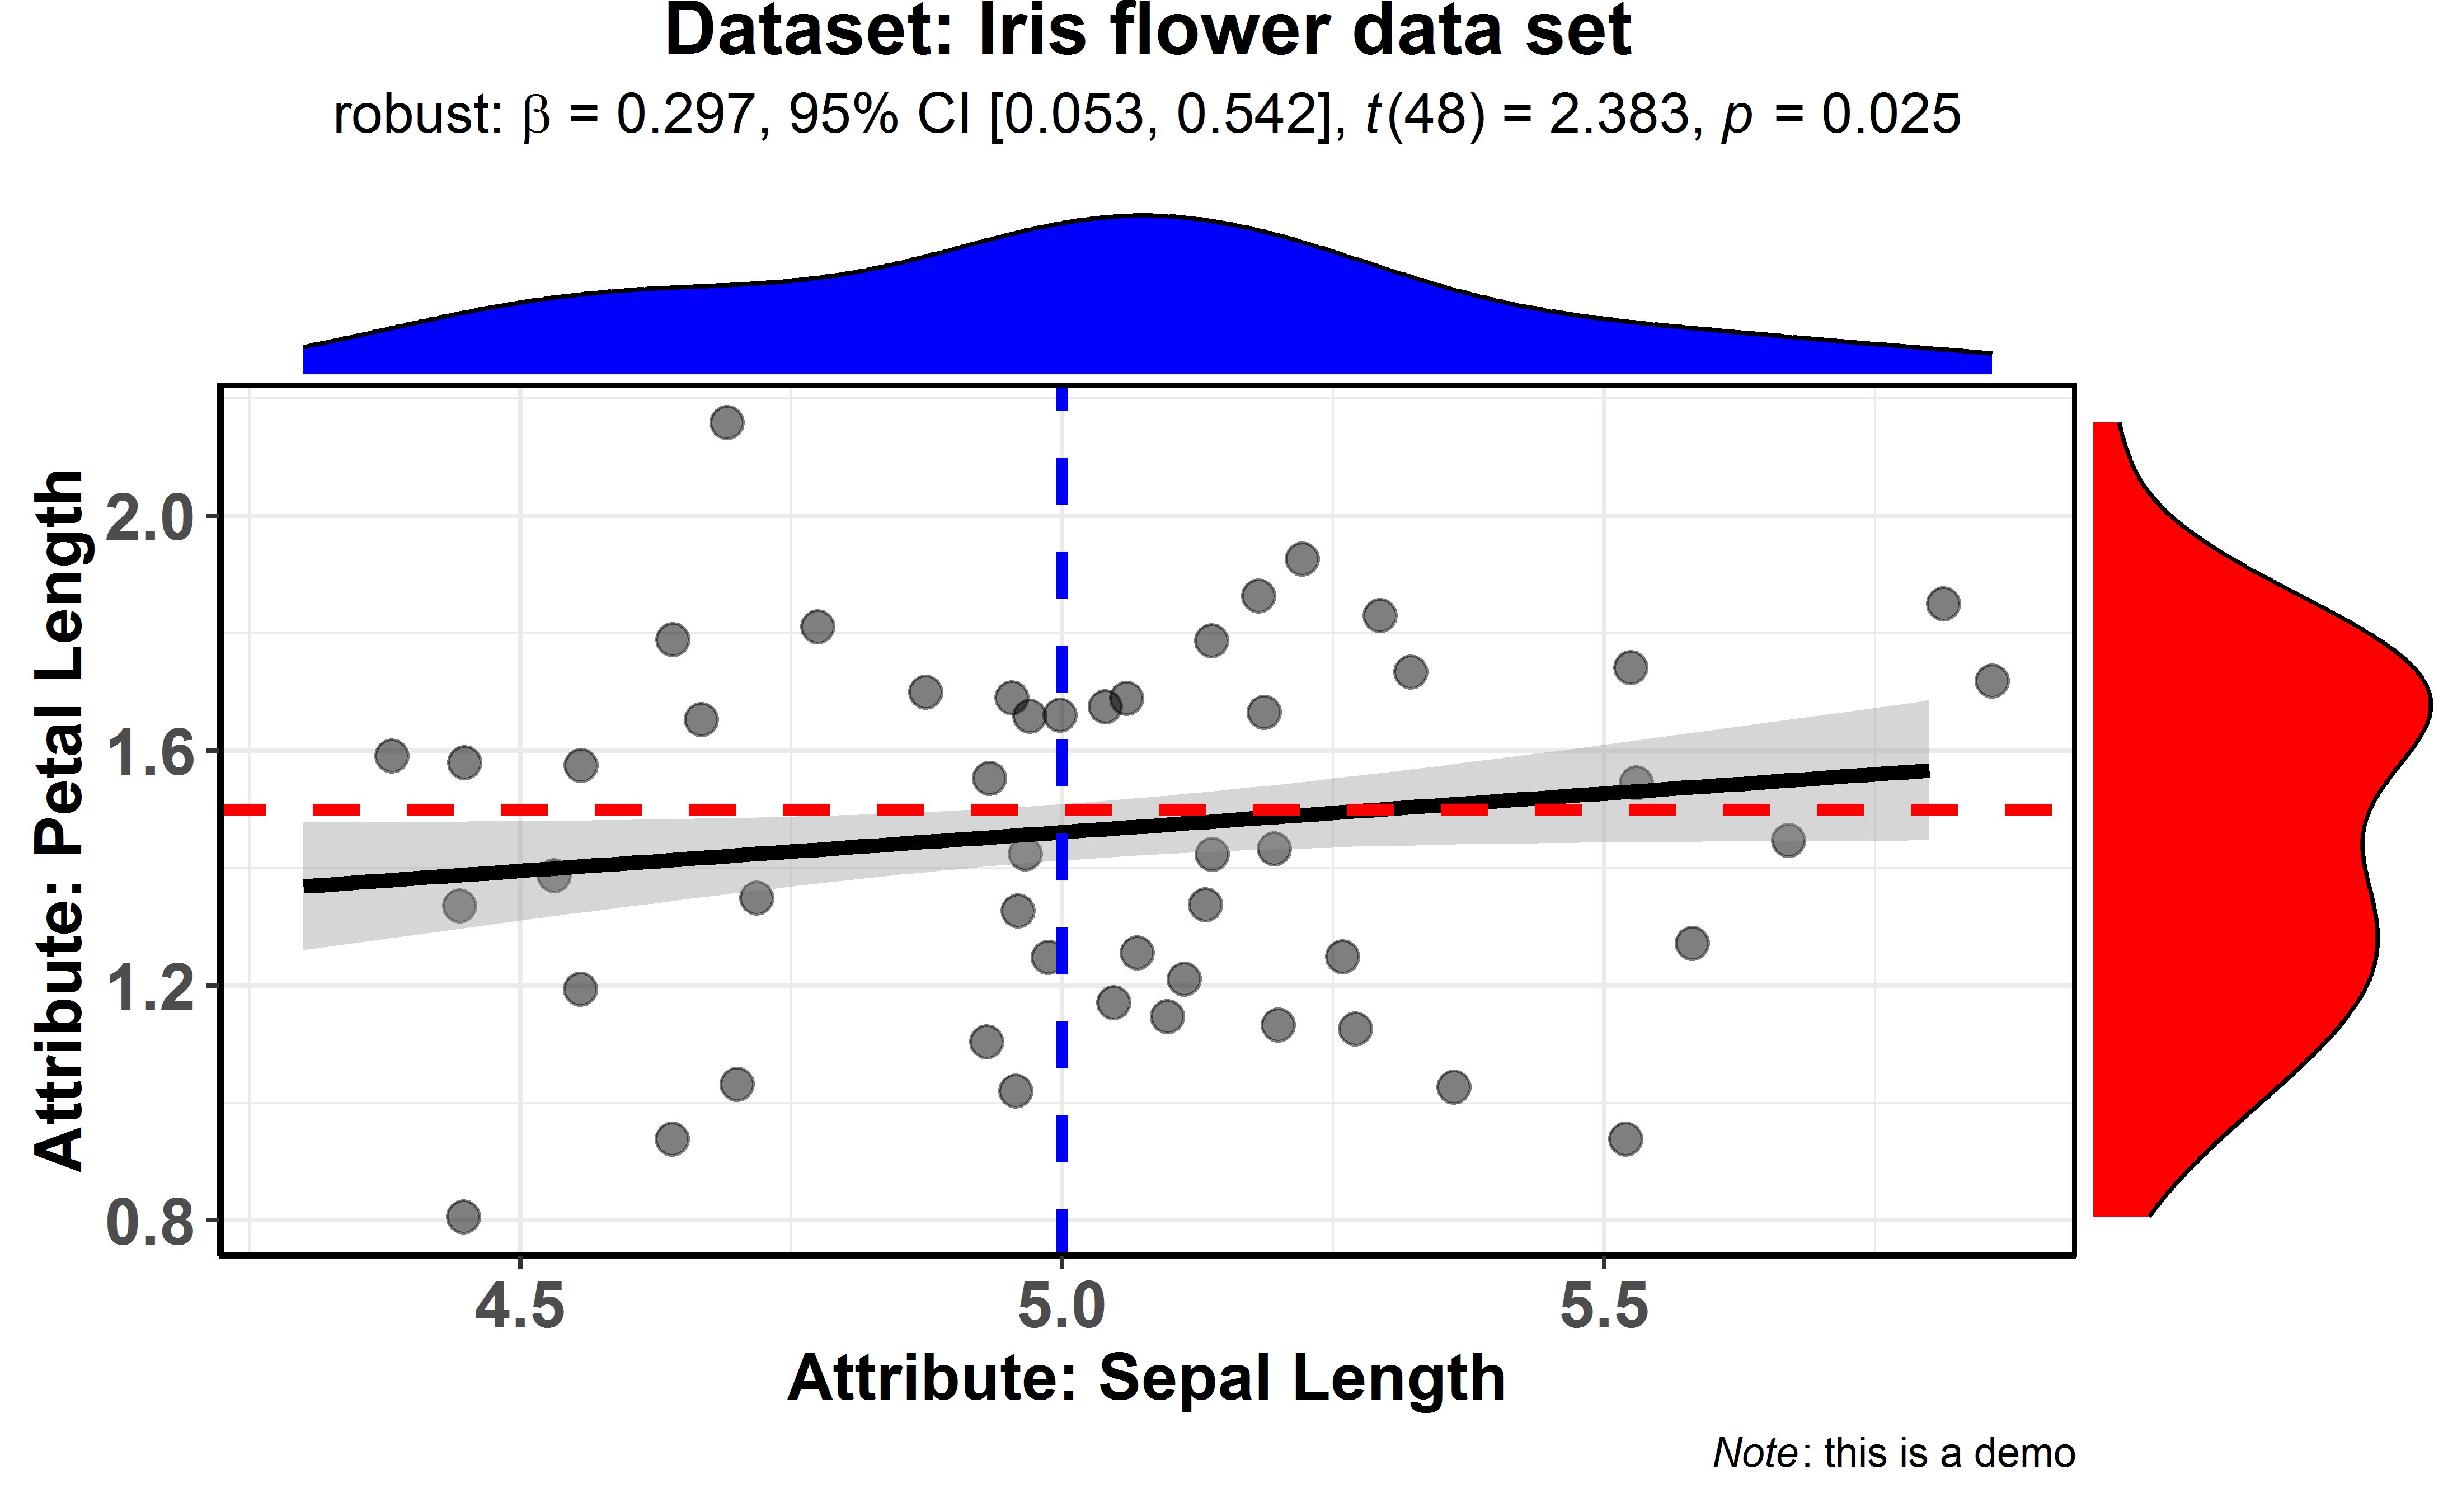 Dataset: Iris flower data set
robust: β = 0.297, 95% CI [0.053, 0.542], t(48) = 2.383, p = 0.025
Attribute: Petal Length
2.0
1.6
1.2
0.8
4.5 5.0 5.5
Attribute: Sepal Length
Note: this is a demo